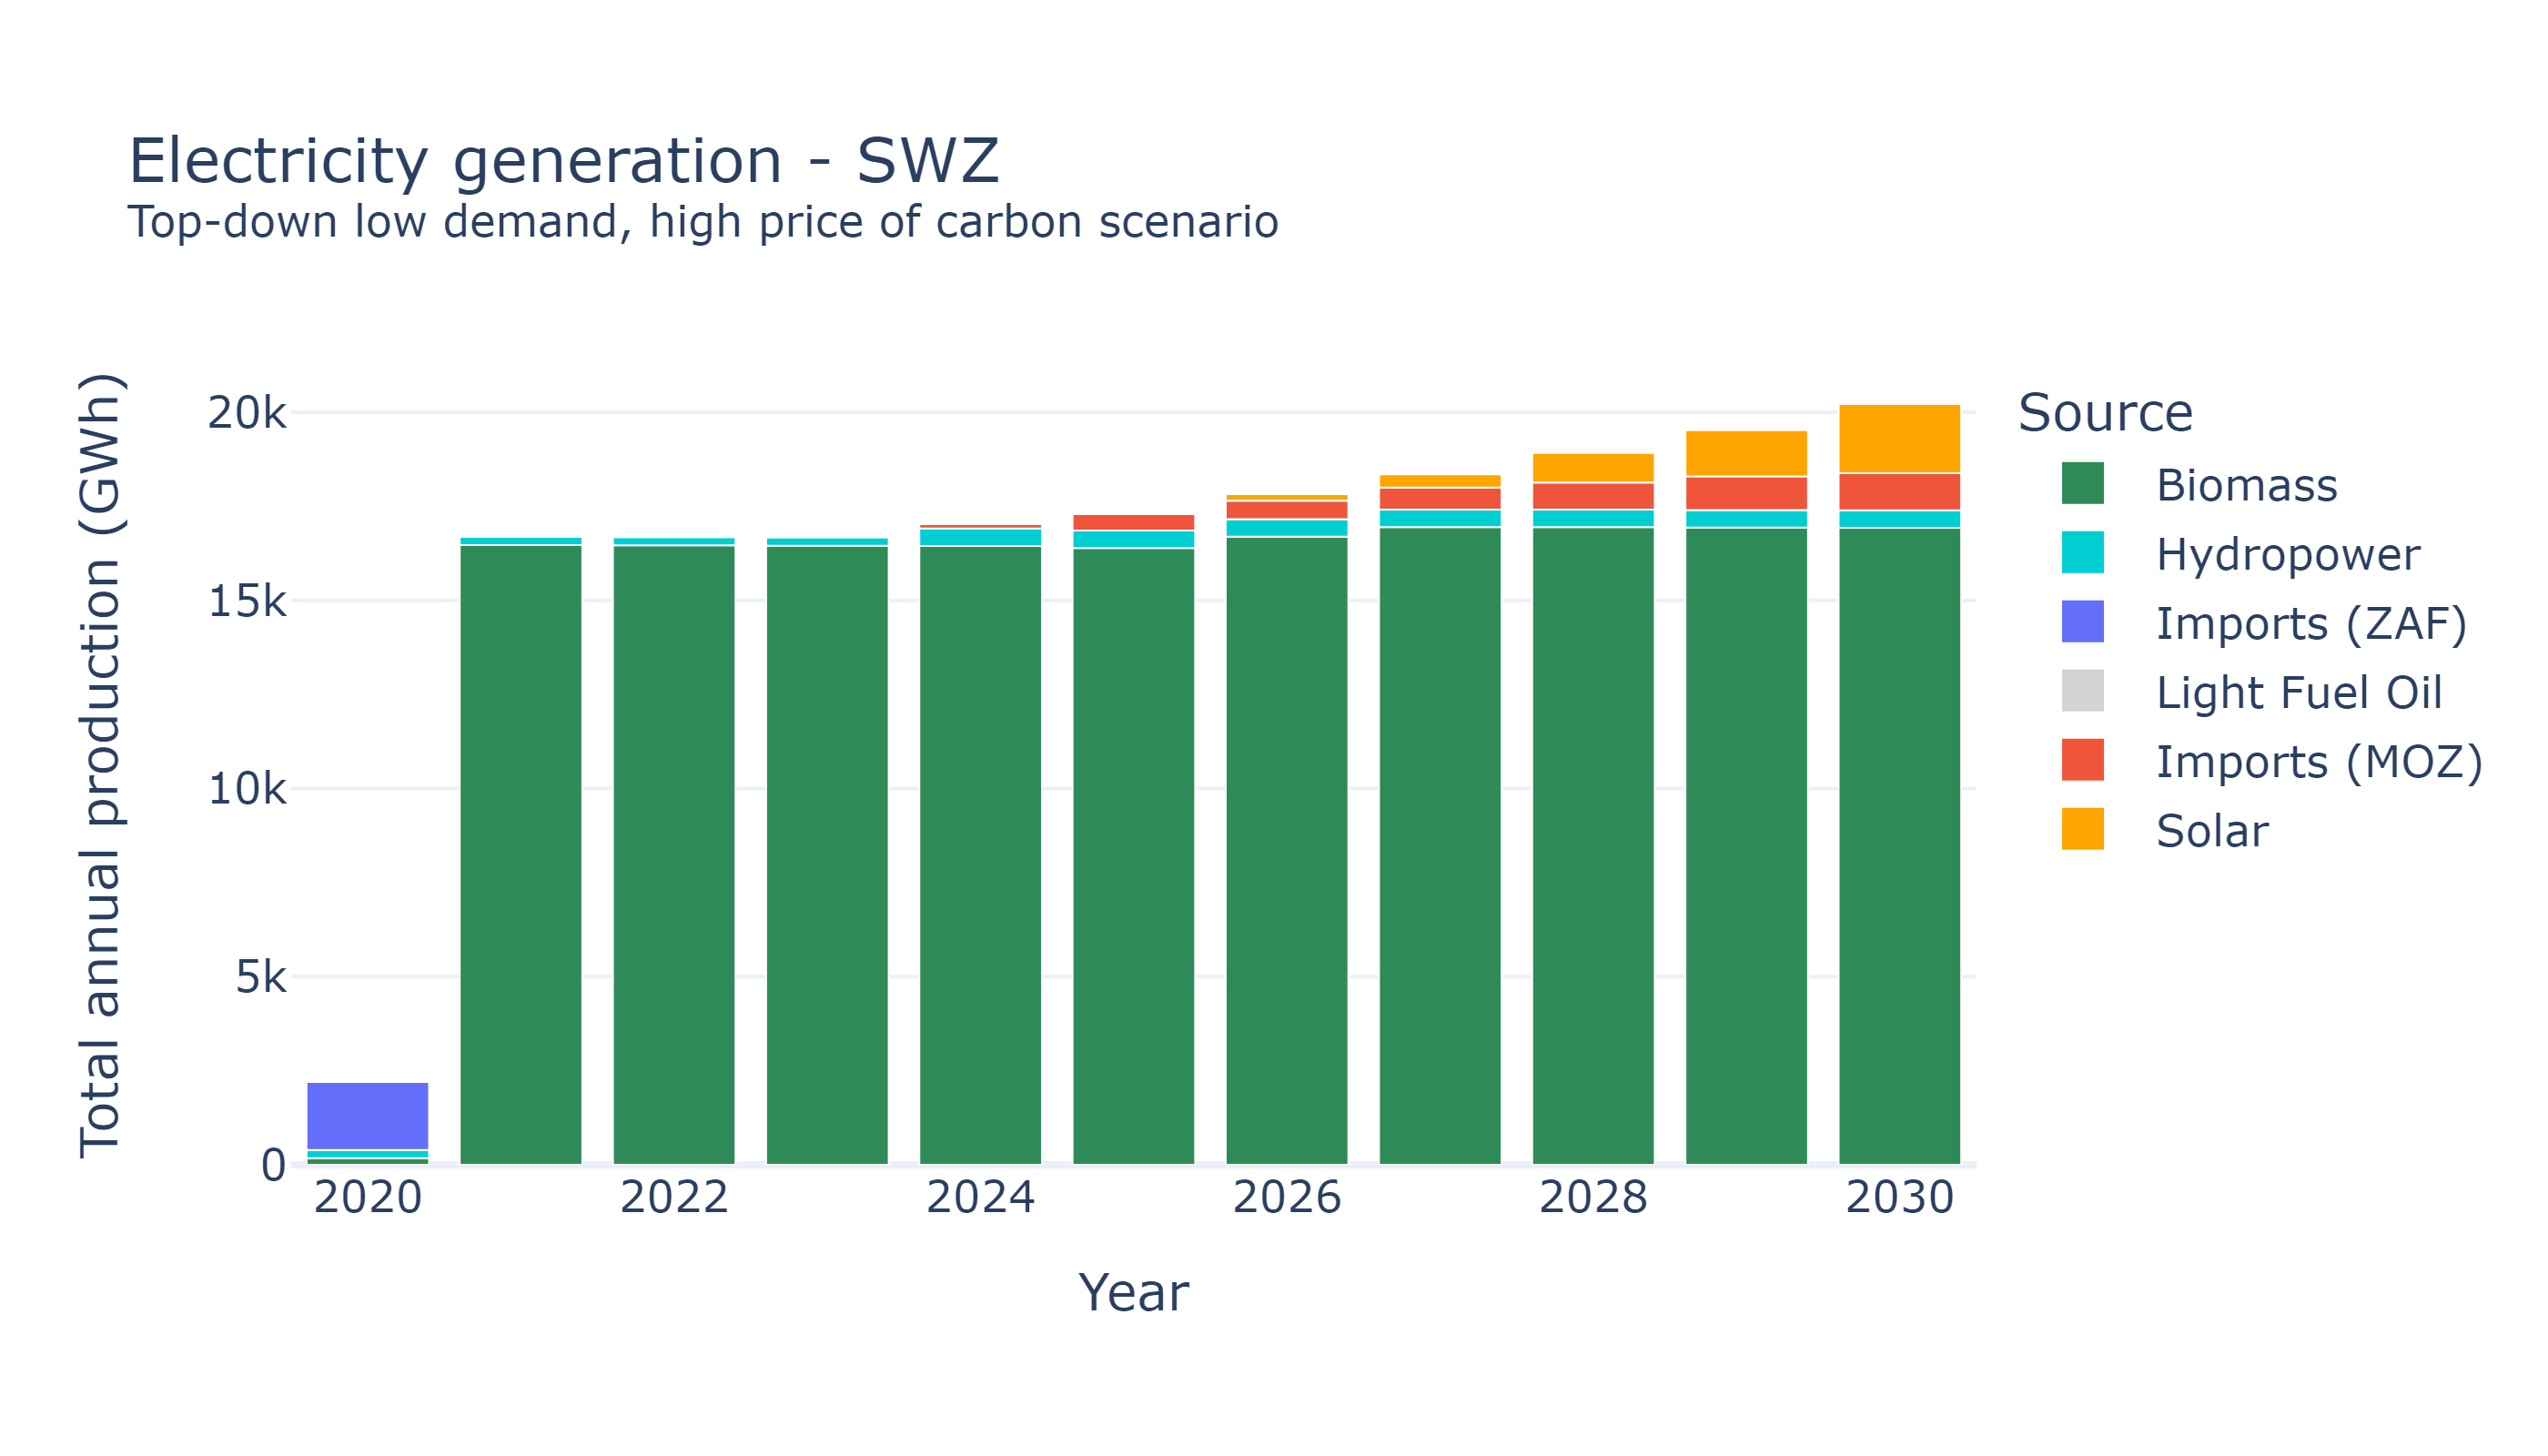 Electricity generation - SWZ
Top-down low demand, high price of carbon scenario
Total annual production (GWh)
20k
15k
10k
5k
0
2020
2022
2024
2026
2028
2030
Year
Source
Biomass
Hydropower
Imports (ZAF)
Light Fuel Oil
Imports (MOZ)
Solar